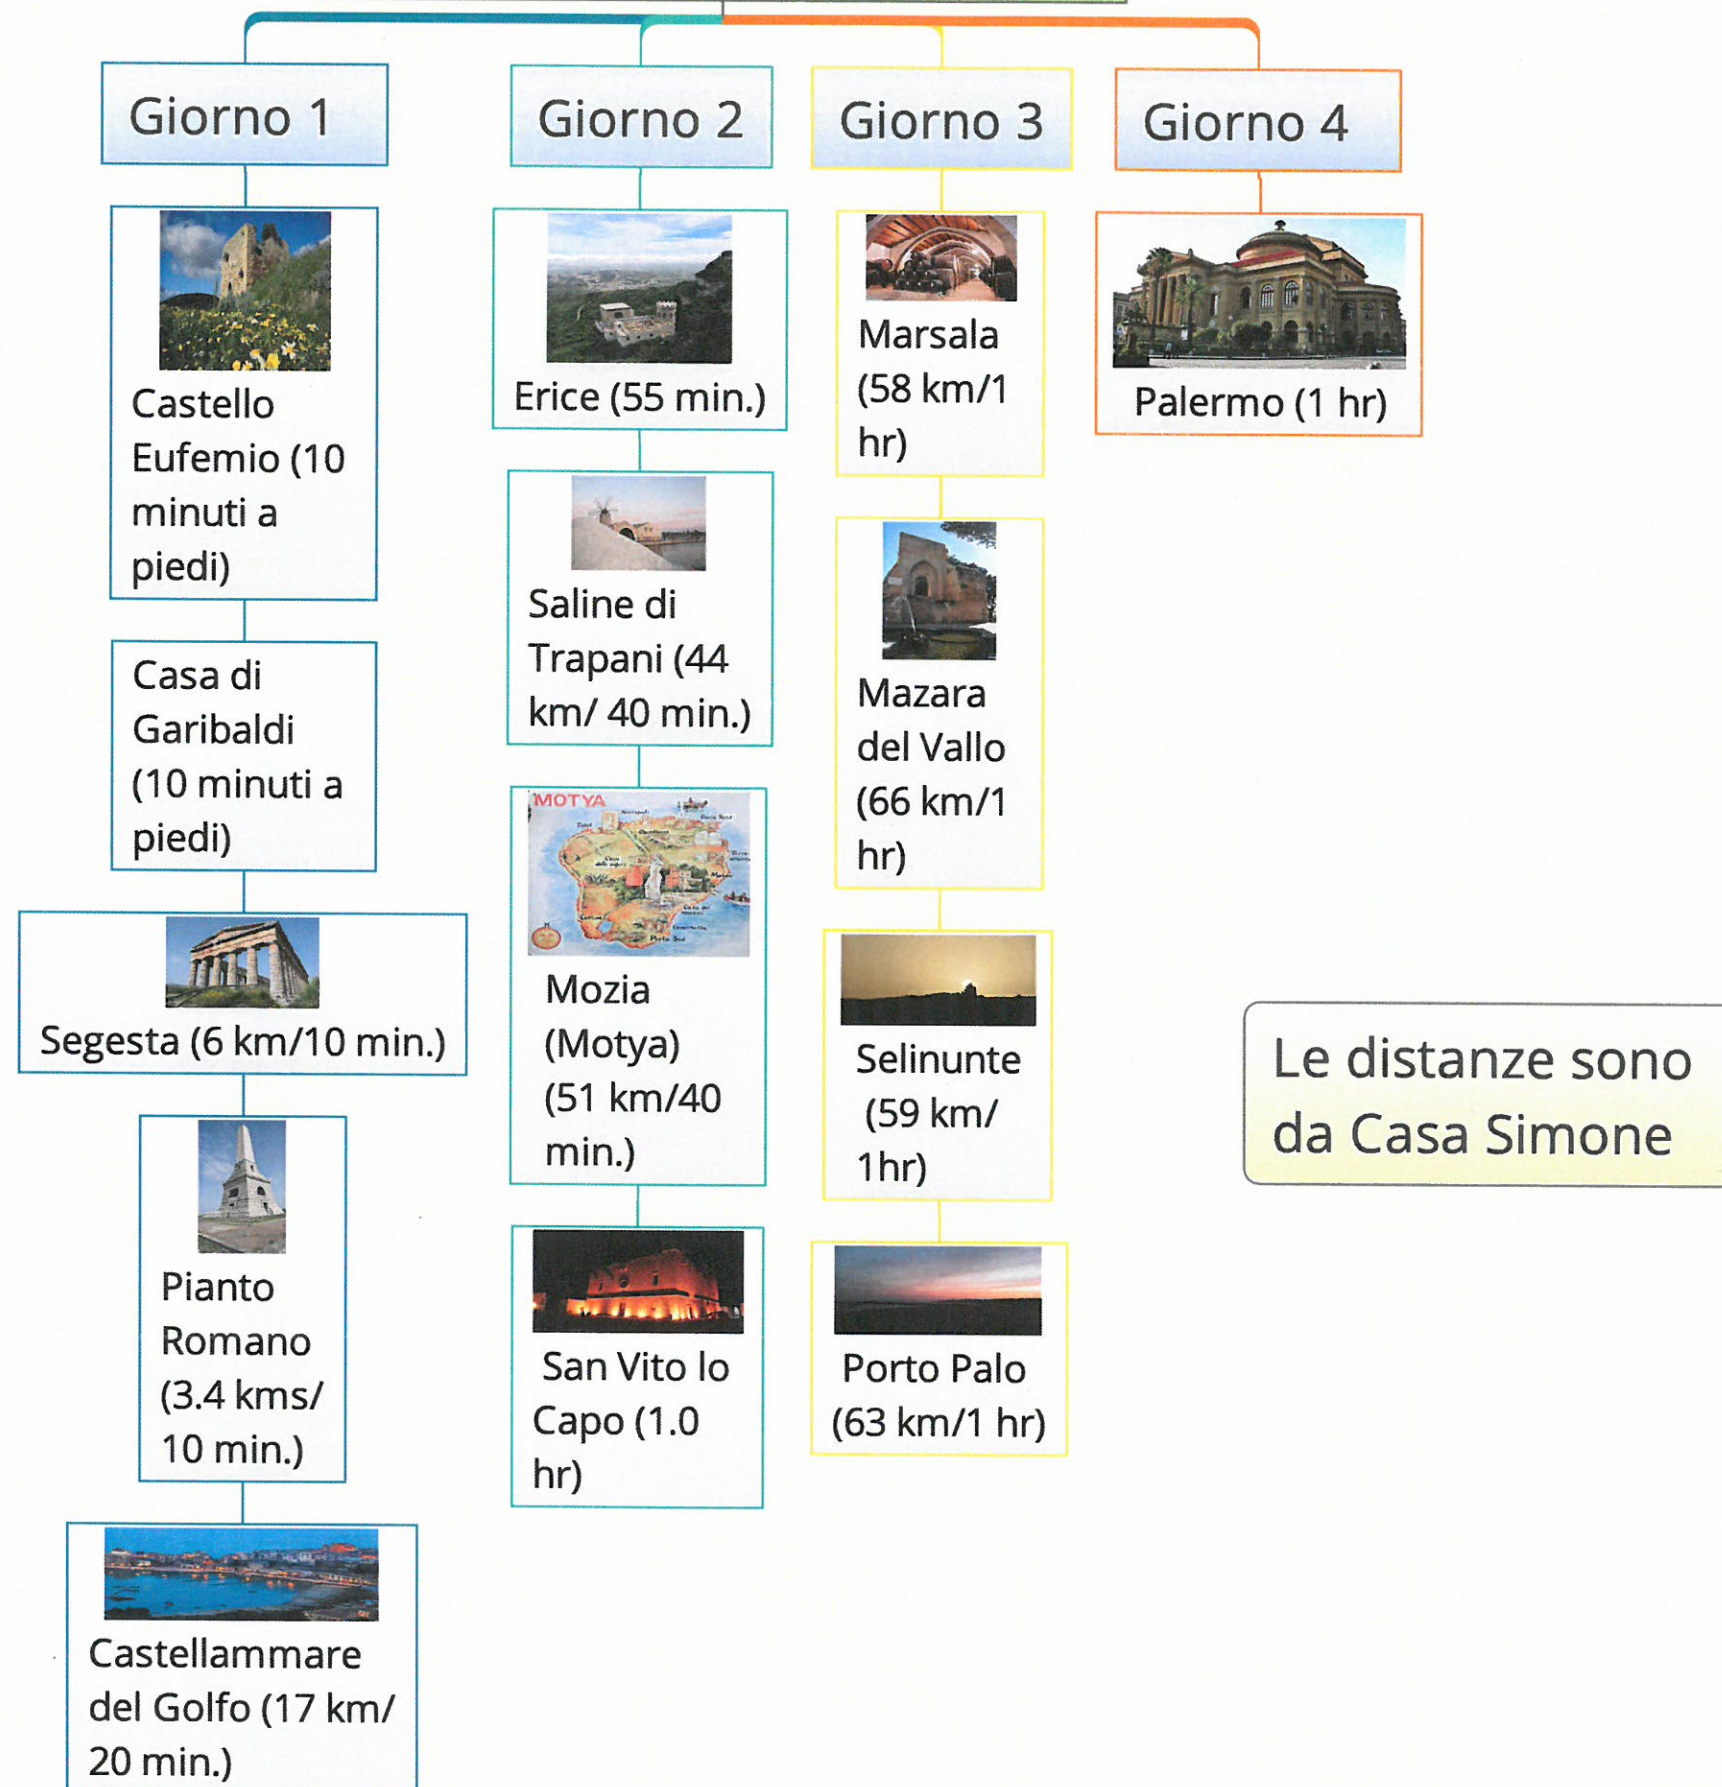 Giorno 1
Castello
Eufemio (10
minuti a
piedi)
Casa di
Garibaldi
(10 minuti a
piedi)
Segesta (6 km/10 min.)
Pianto
Romano
(3.4 kms/
10 min.)
Castellammare
del Golfo (17 km/
20 min.)
Giorno 2
Erice (55 min.)
Saline di
Trapani (44
km/ 40 min.)
MOTYA
Mozia
(Motya)
(51 km/40
min.)
San Vito lo
Capo (1.0
hr)
Giorno 3
Marsala
(58 km/1
hr)
Mazara
del Vallo
(66 km/1
hr)
Selinunte
(59 km/
1hr)
Porto Palo
(63 km/1 hr)
Giorno 4
Palermo (1 hr)
Le distanze sono
da Casa Simone